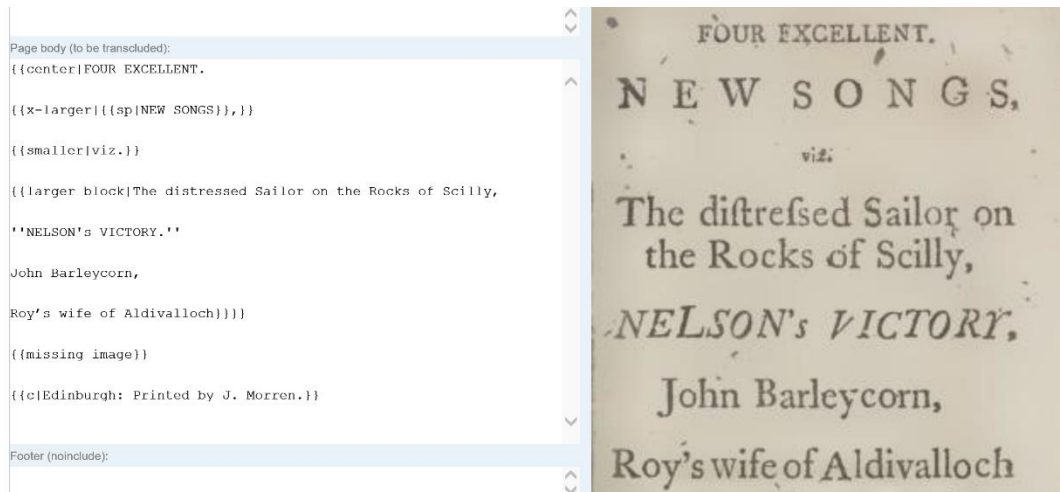 Page body (to be transcluded):
{{center|FOUR EXCELLENT.
{{x-larger|{{sp|NEW SONGS}},}}
{{smaller|viz.}}
{{larger block|The distressed Sailor on the Rocks of Scilly,
''NELSON's VICTORY.''
John Barleycorn,
Roy's wife of Aldivalloch}}}}
{{missing image}}
{{c|Edinburgh: Printed by J. Morren.}}
Footer (noinclude):
FOUR EXCELLENT.
NEW SONGS,
viz.
The diſtreſsed Sailor on
the Rocks of Scilly,
NELSON's VICTORY,
John Barleycorn,
Roy's wife of Aldivalloch